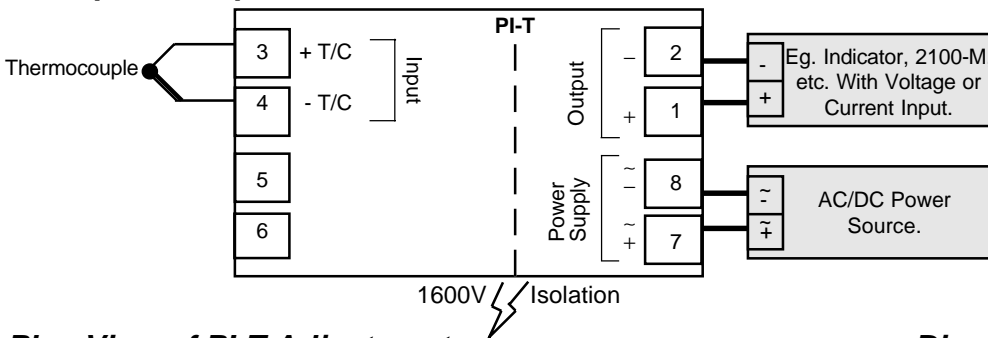 PI-T
Thermocouple
3
+ T/C
4
- T/C
Input
5
6
Output
−
2
+
1
Power
Supply
~
−
8
~
+
7
-
+
Eg. Indicator, 2100-M
etc. With Voltage or
Current Input.
~
-
~
+
AC/DC Power
Source.
1600V
Isolation